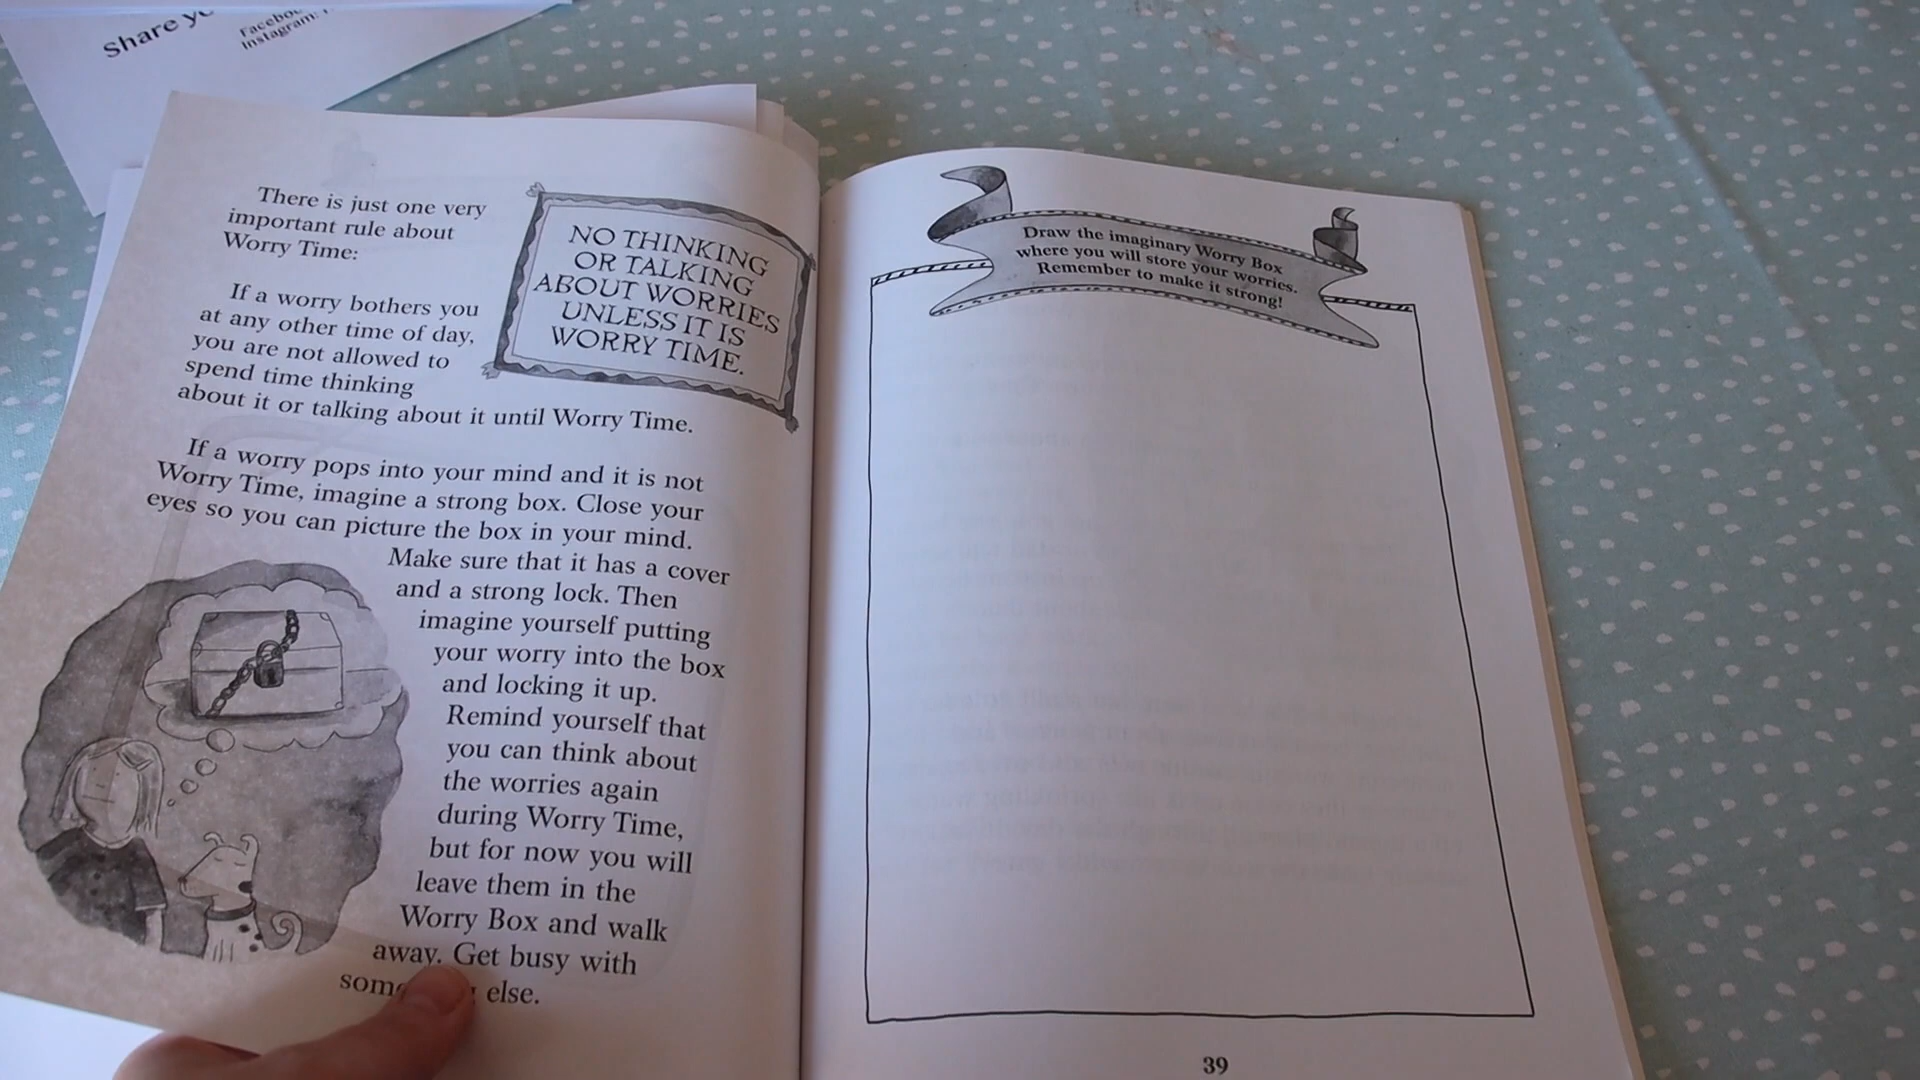 Share
There is just one very
important rule about
Worry Time:
If a worry bothers you
at any other time of day,
you are not allowed to
spend time thinking
about it or talking about it until Worry Time.
NO THINKING
OR TALKING
ABOUT WORRIES
UNLESS IT IS
WORRY TIME.
If a worry pops into your mind and it is not
Worry Time, imagine a strong box. Close your
eyes so you can picture the box in your mind.
Make sure that it has a cover
and a strong lock. Then
imagine yourself putting
your worry into the box
and locking it up.
Remind yourself that
you can think about
the worries again
during Worry Time,
but for now you will
leave them in the
Worry Box and walk
away. Get busy with
else.
Draw the imaginary Worry Box
where you will store your worries.
Remember to make it strong!
39